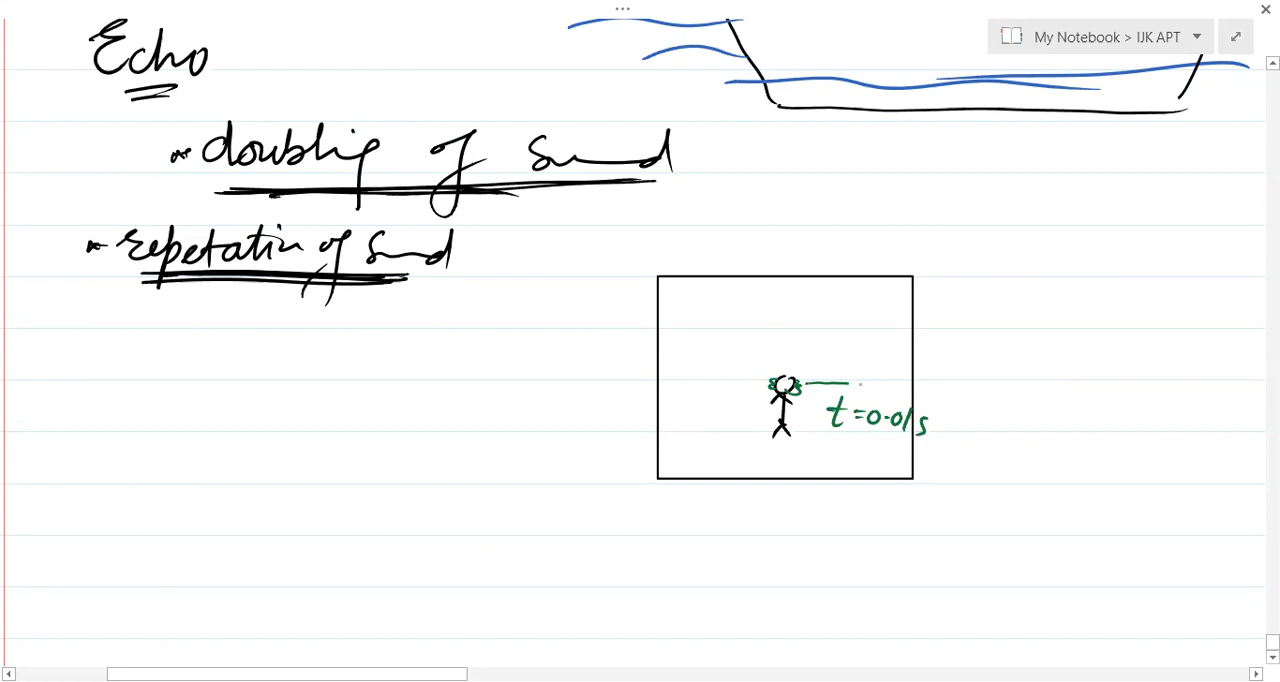 My Notebook > IJK APT
Echo
* doubling of sound
* repetation of sound
t=0.01s